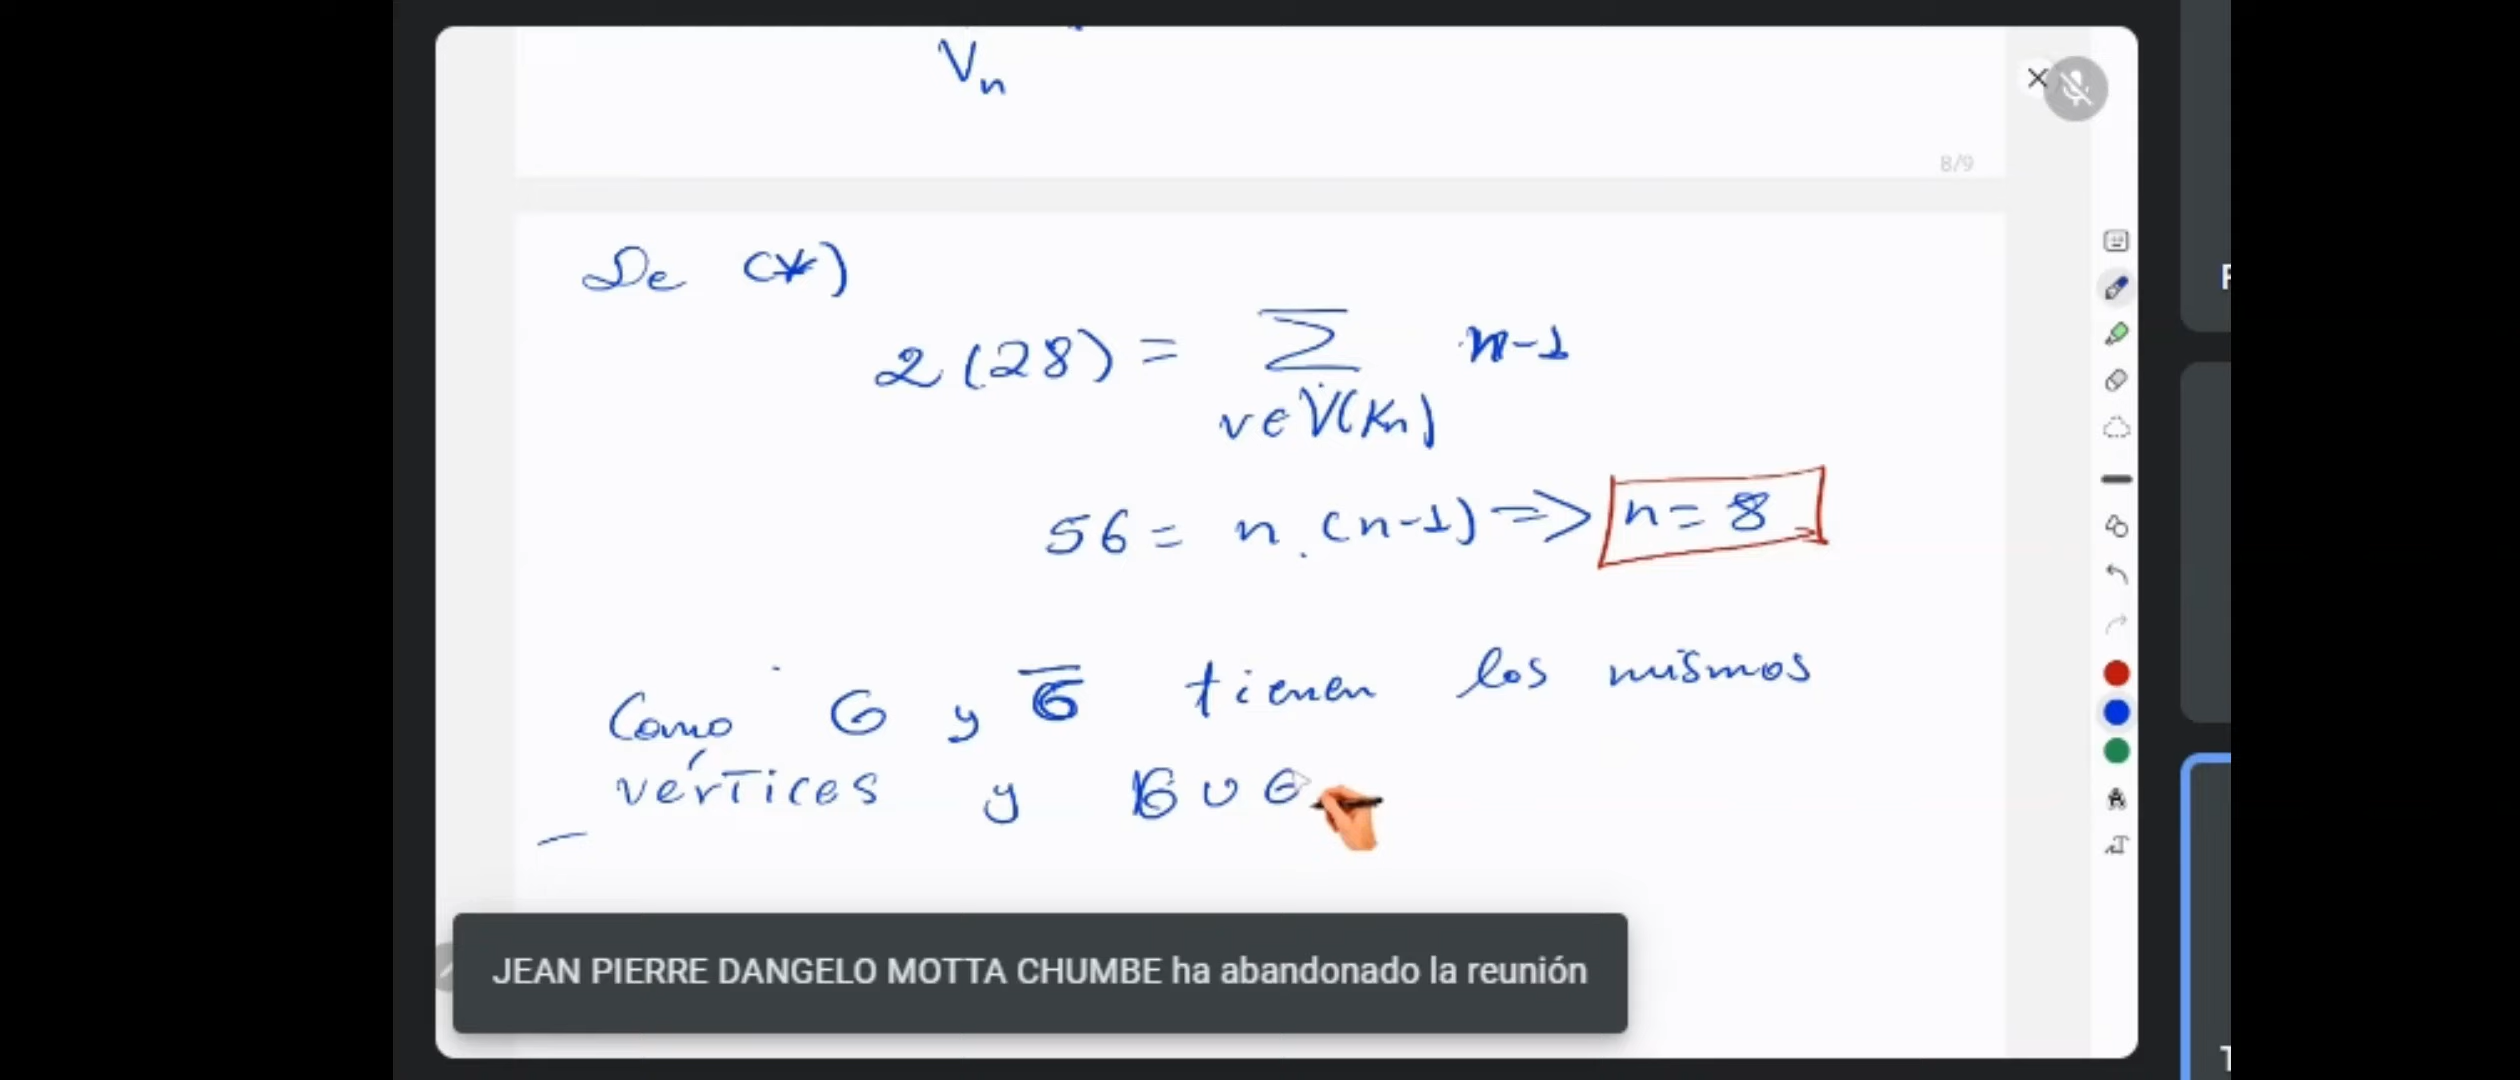 Vn
8/9
De (*)
2(28) = ∑ n-1
v∈V(Kn)
56 = n.(n-1) => n = 8
Como G y G̅ tienen los mismos
vértices y G ∪ G
JEAN PIERRE DANGELO MOTTA CHUMBE ha abandonado la reunión